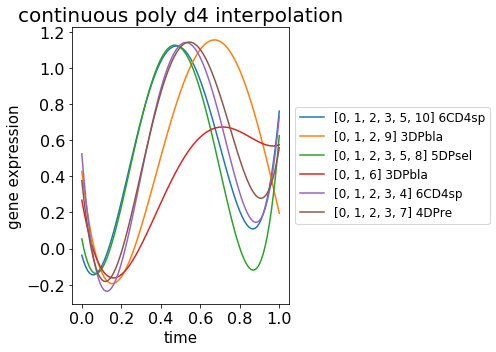 continuous poly d4 interpolation
gene expression
1.2
1.0
0.8
0.6
0.4
0.2
0.0
−0.2
0.0 0.2 0.4 0.6 0.8 1.0
time
[0, 1, 2, 3, 5, 10] 6CD4sp
[0, 1, 2, 9] 3DPbla
[0, 1, 2, 3, 5, 8] 5DPsel
[0, 1, 6] 3DPbla
[0, 1, 2, 3, 4] 6CD4sp
[0, 1, 2, 3, 7] 4DPre